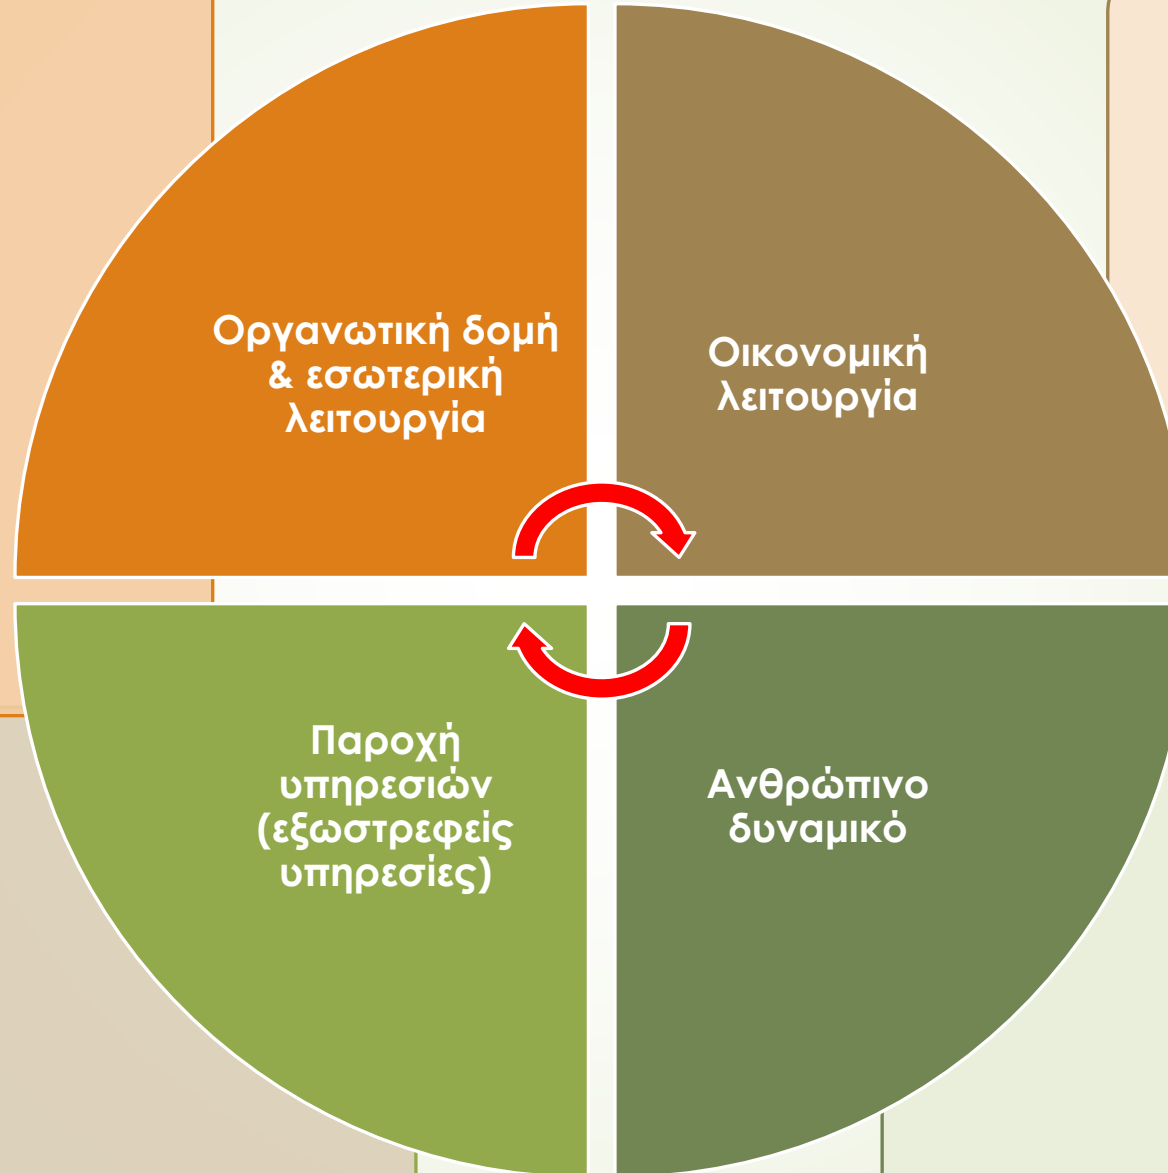 Οργανωτική δομή
& εσωτερική
λειτουργία
Οικονομική
λειτουργία
Παροχή
υπηρεσιών
(εξωστρεφείς
υπηρεσίες)
Ανθρώπινο
δυναμικό